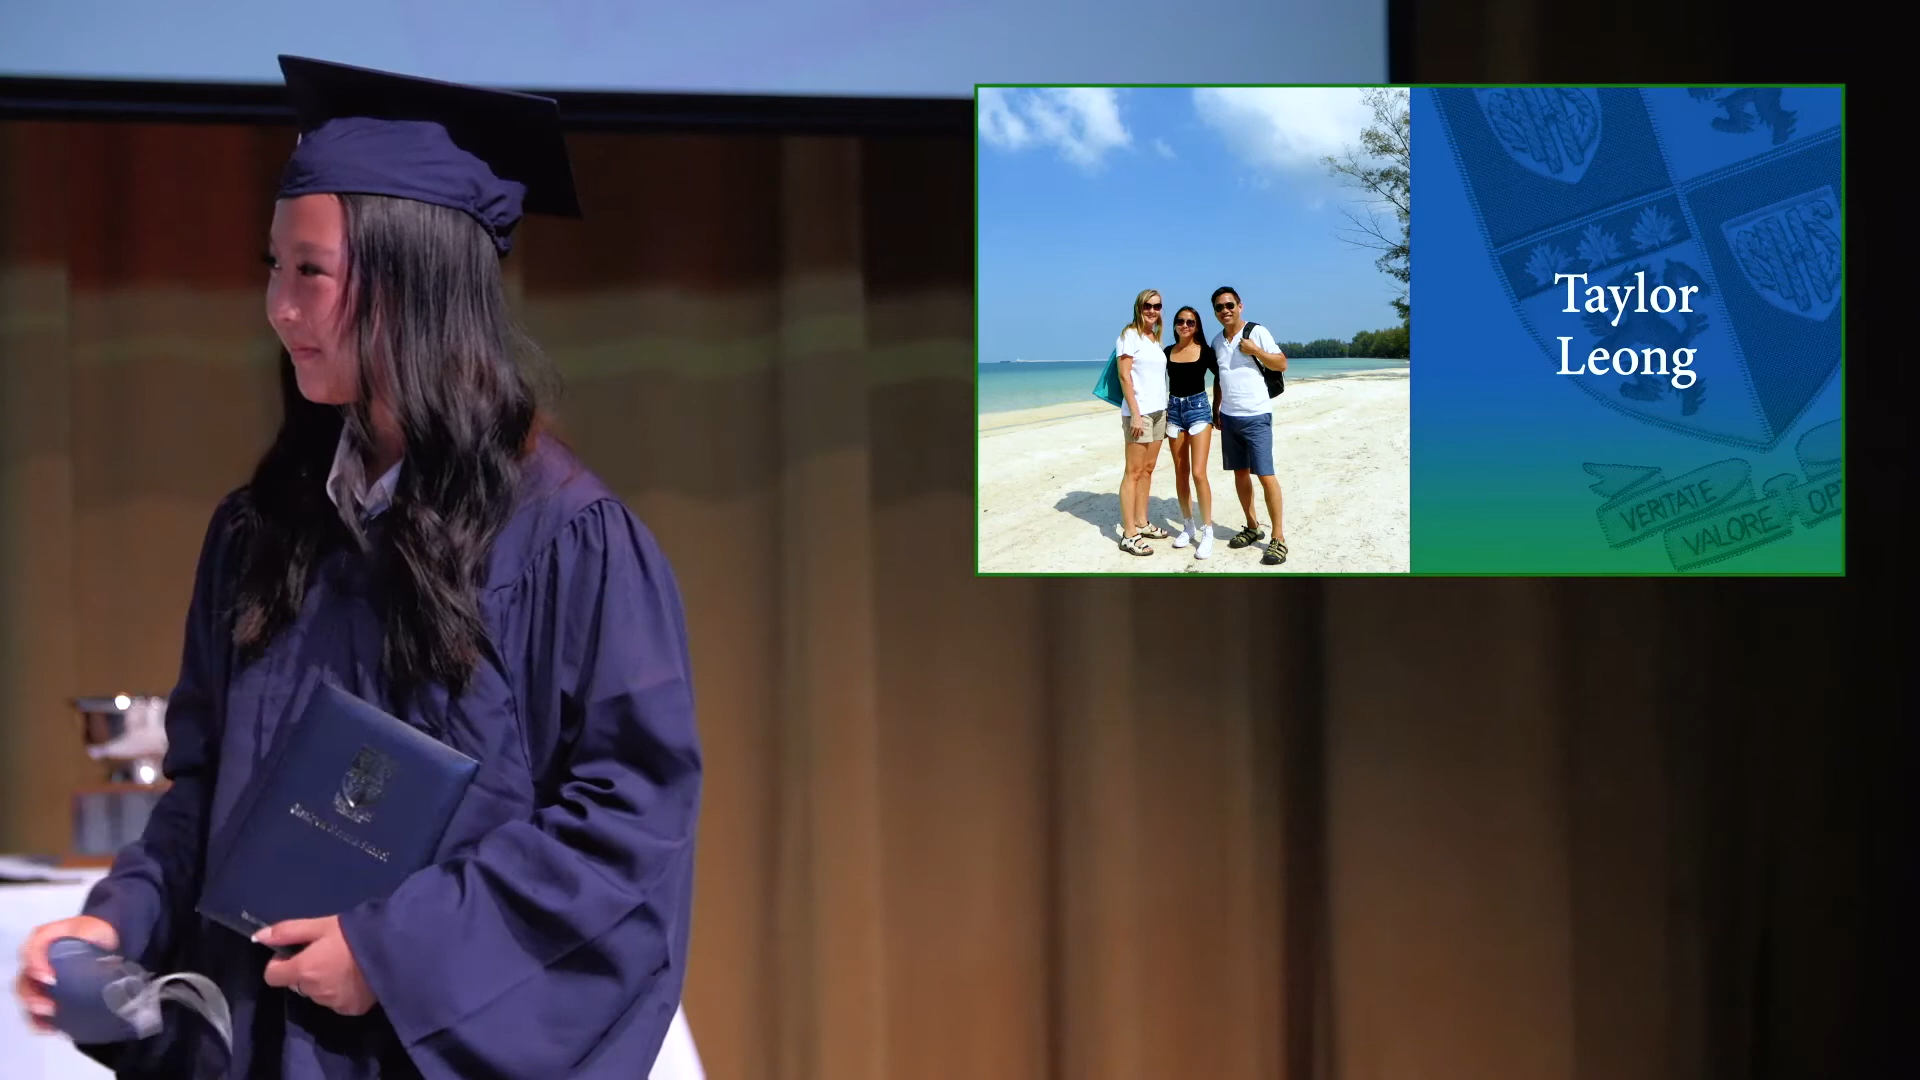 Taylor
Leong
VERITATE
VALORE
OP